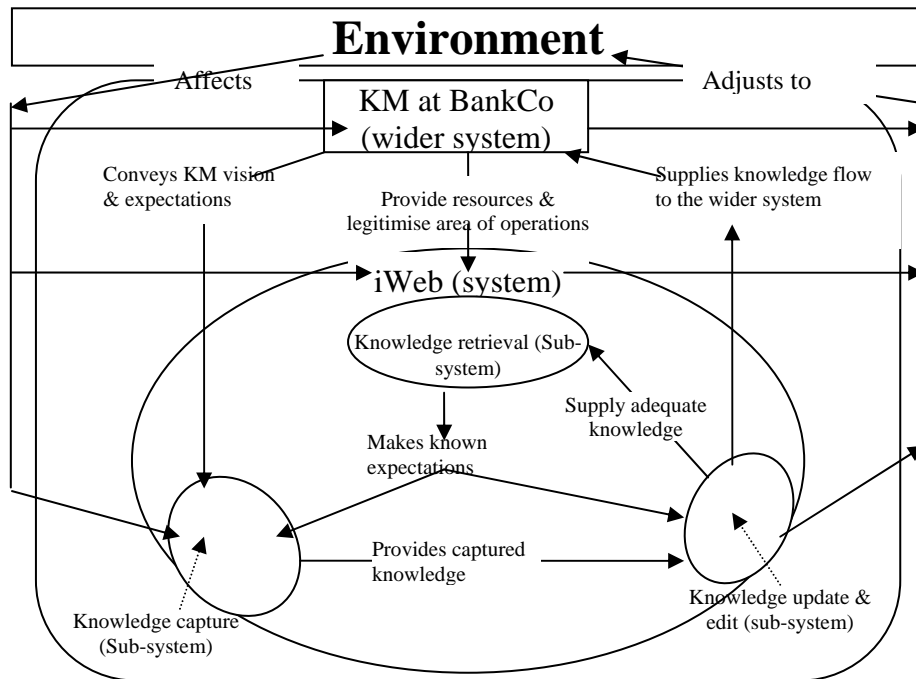 Environment
Affects
Adjusts to
KM at BankCo
(wider system)
Conveys KM vision
& expectations
Provide resources &
legitimise area of operations
Supplies knowledge flow
to the wider system
iWeb (system)
Knowledge retrieval (Sub-
system)
Supply adequate
knowledge
Makes known
expectations
Provides captured
knowledge
Knowledge capture
(Sub-system)
Knowledge update &
edit (sub-system)